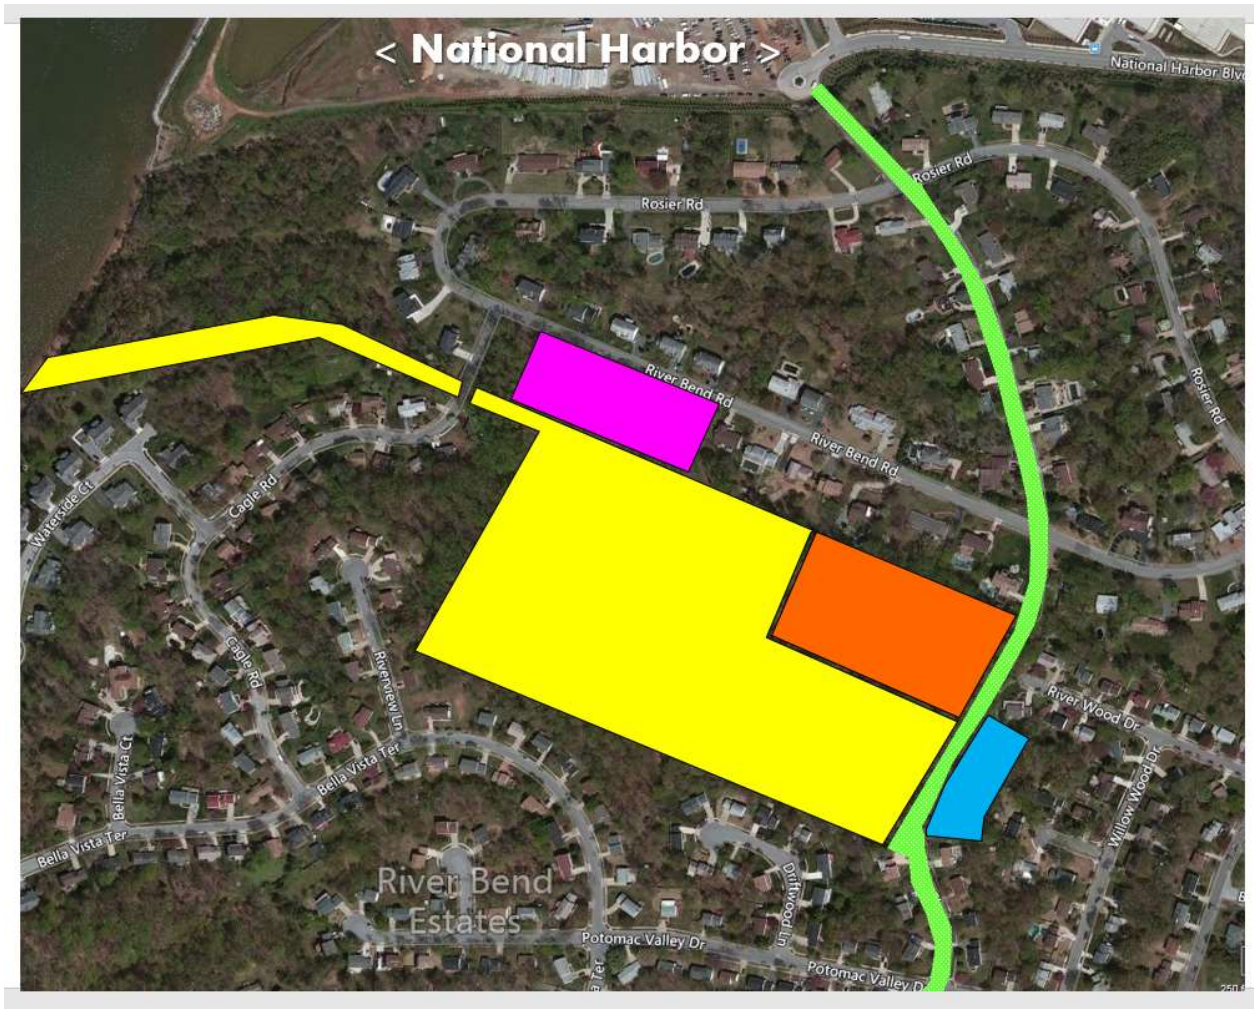 < National Harbor >
National Harbor Blvd
Rosier Rd
Rosier Rd
Rosier Rd
River Bend Rd
River Bend Rd
Waterside Ct
Cagle Rd
Cagle Rd
Riverview Ln
River Wood Dr
Willow Wood Dr
Bella Vista Ct
Bella Vista Ter
Bella Vista Ter
River Bend
Estates
Driftwood Ln
Potomac Valley Dr
Potomac Valley D
a Ter
B